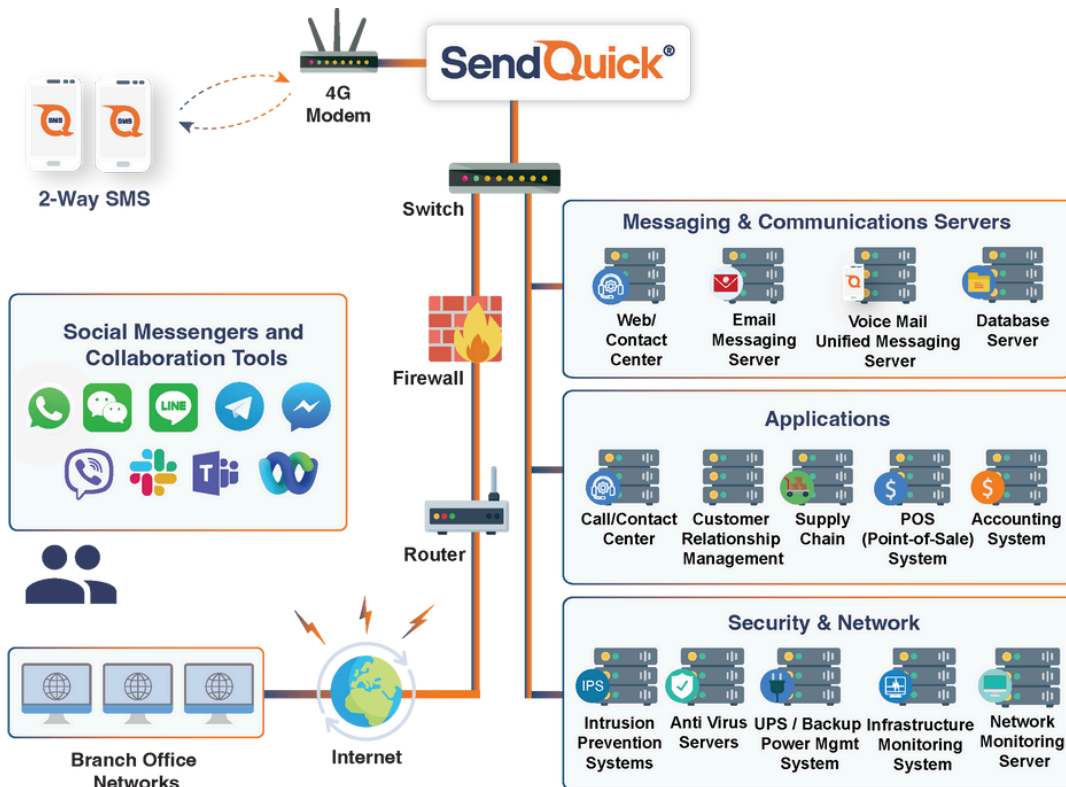 SendQuick®
4G
Modem
SMS
SMS
2-Way SMS
Switch
Messaging & Communications Servers
Web/
Contact
Center
Email
Messaging
Server
Voice Mail
Unified Messaging
Server
Database
Server
Social Messengers and
Collaboration Tools
LINE
T
Firewall
Applications
Call/Contact
Center
Customer
Relationship
Management
Supply
Chain
$
POS
(Point-of-Sale)
System
$
Accounting
System
Router
Security & Network
IPS
Intrusion
Prevention
Systems
Anti Virus
Servers
UPS / Backup
Power Mgmt
System
Infrastructure
Monitoring
System
Network
Monitoring
Server
Internet
Branch Office
Networks